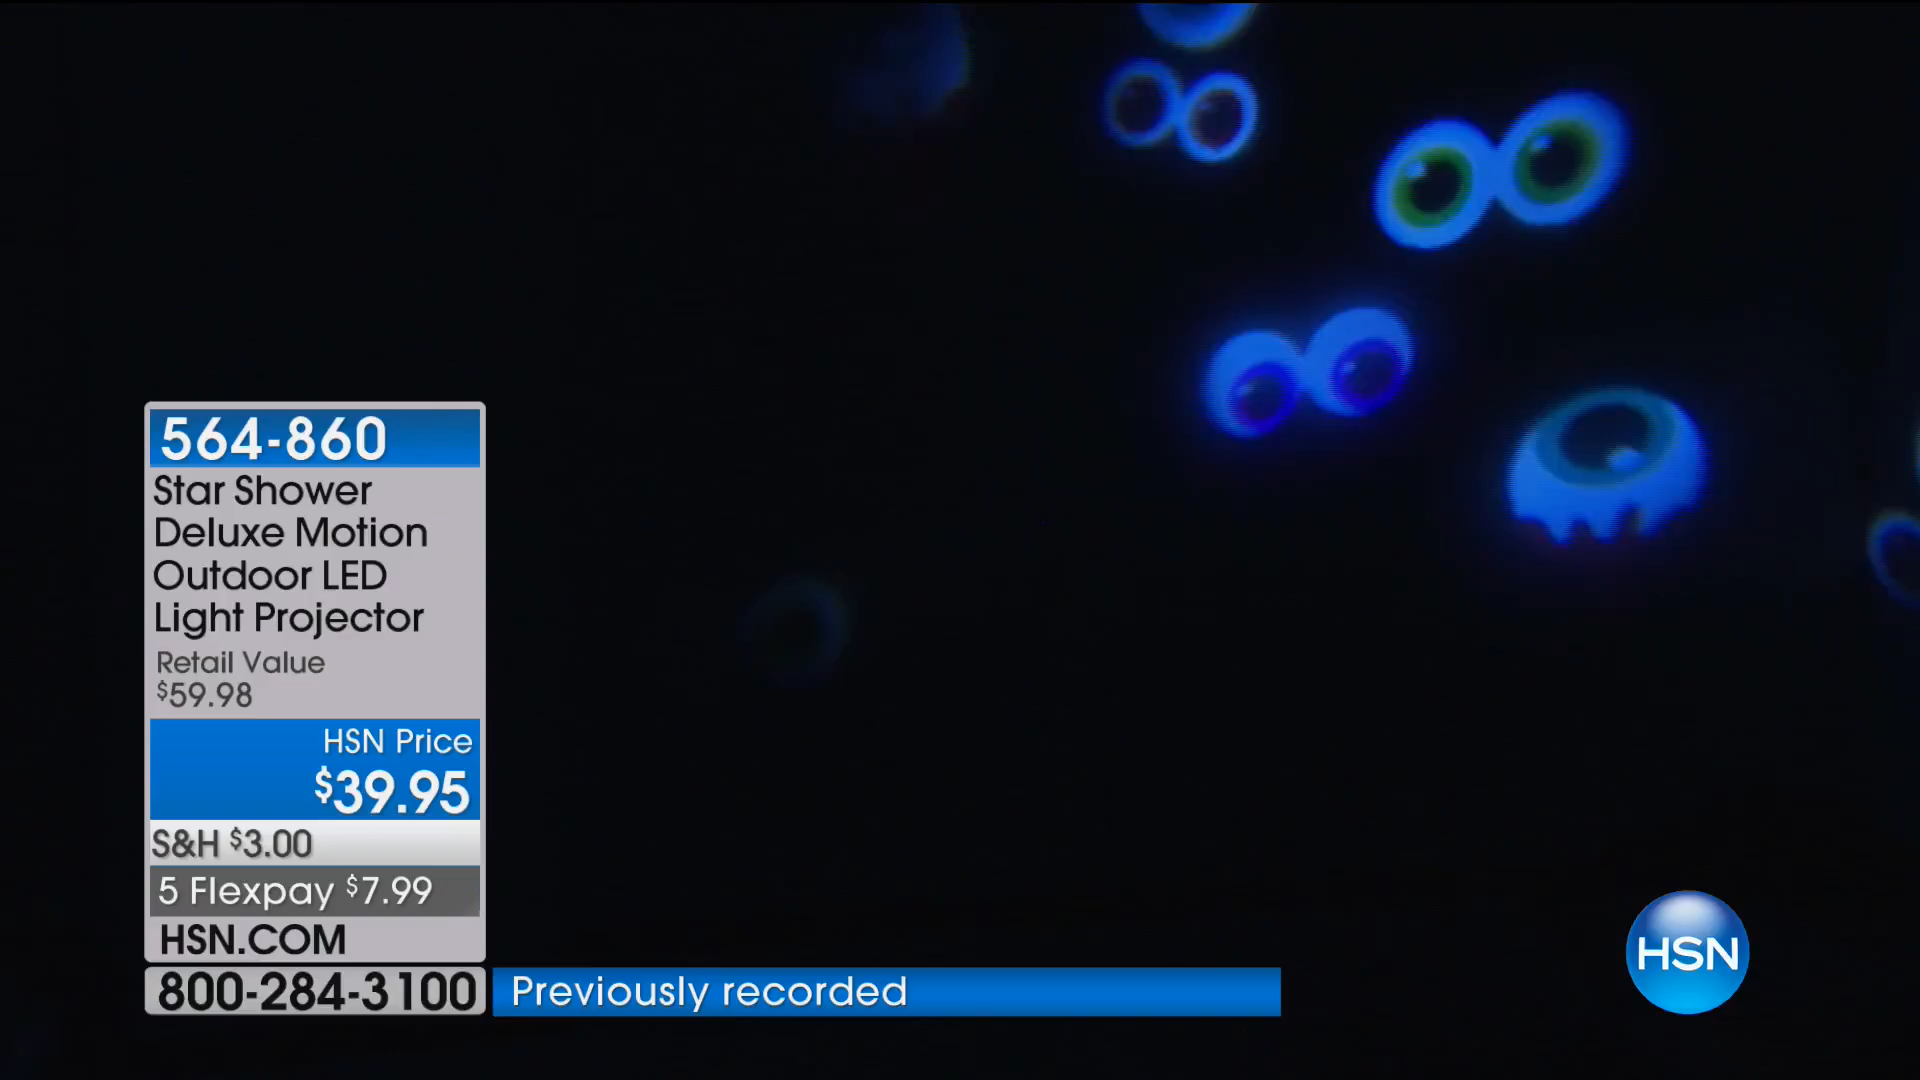 564-860
Star Shower
Deluxe Motion
Outdoor LED
Light Projector
Retail Value
$59.98
HSN Price
$39.95
S&H $3.00
5 Flexpay $7.99
HSN.COM
800-284-3100
Previously recorded
HSN